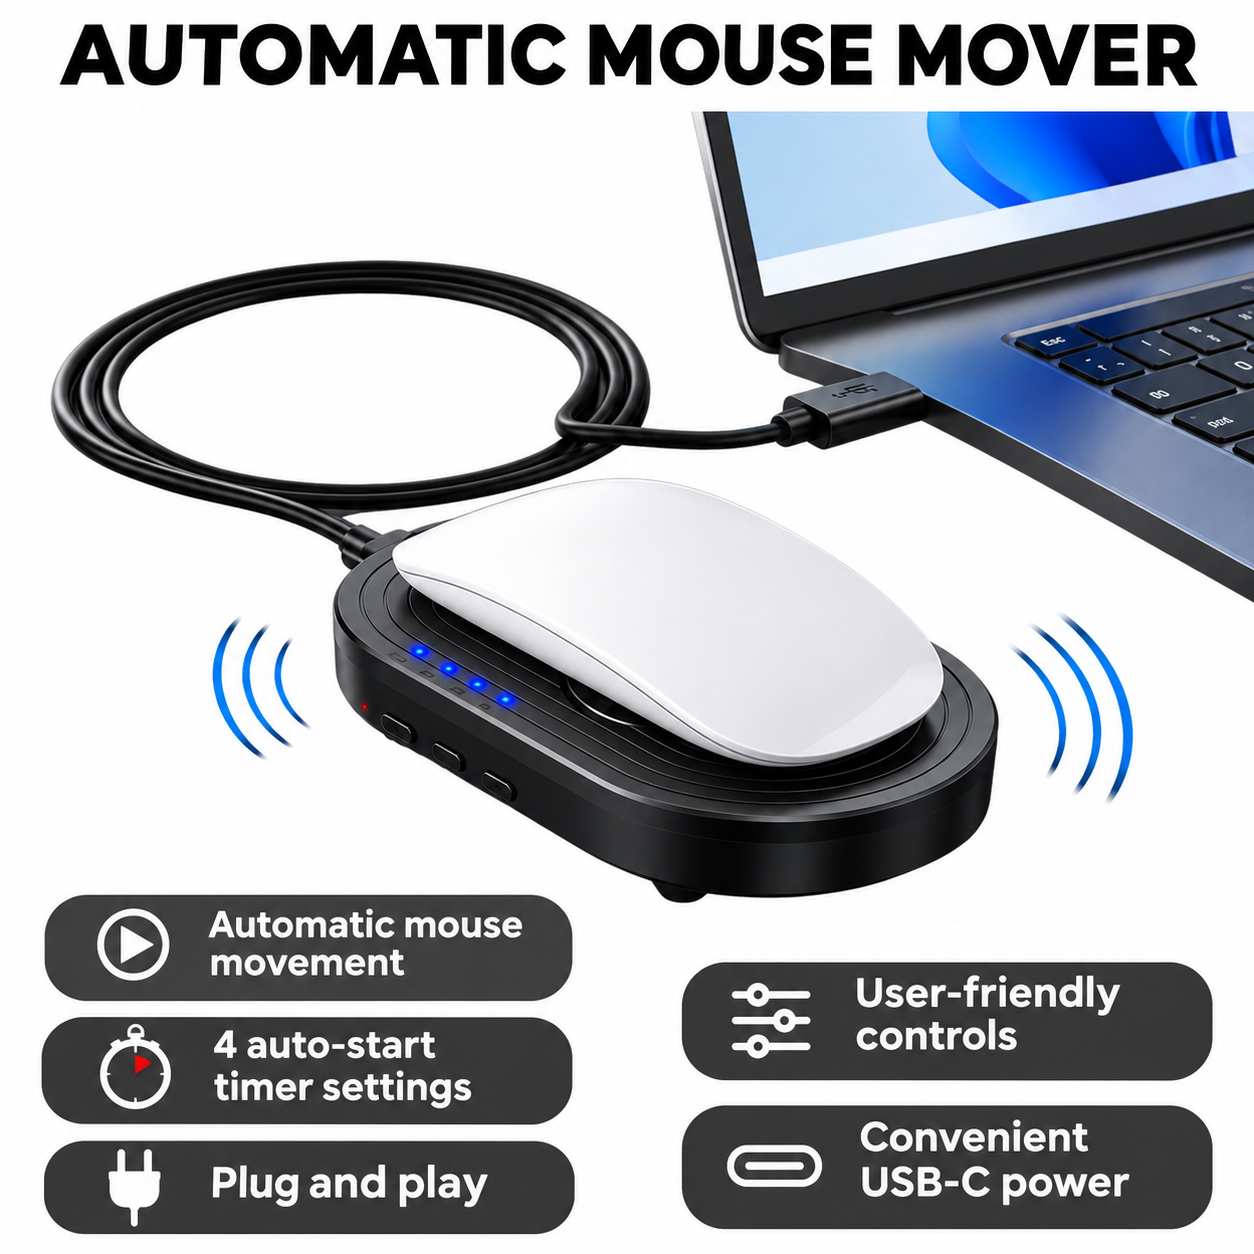 AUTOMATIC MOUSE MOVER
Esc
Automatic mouse
movement
4 auto-start
timer settings
Plug and play
User-friendly
controls
Convenient
USB-C power